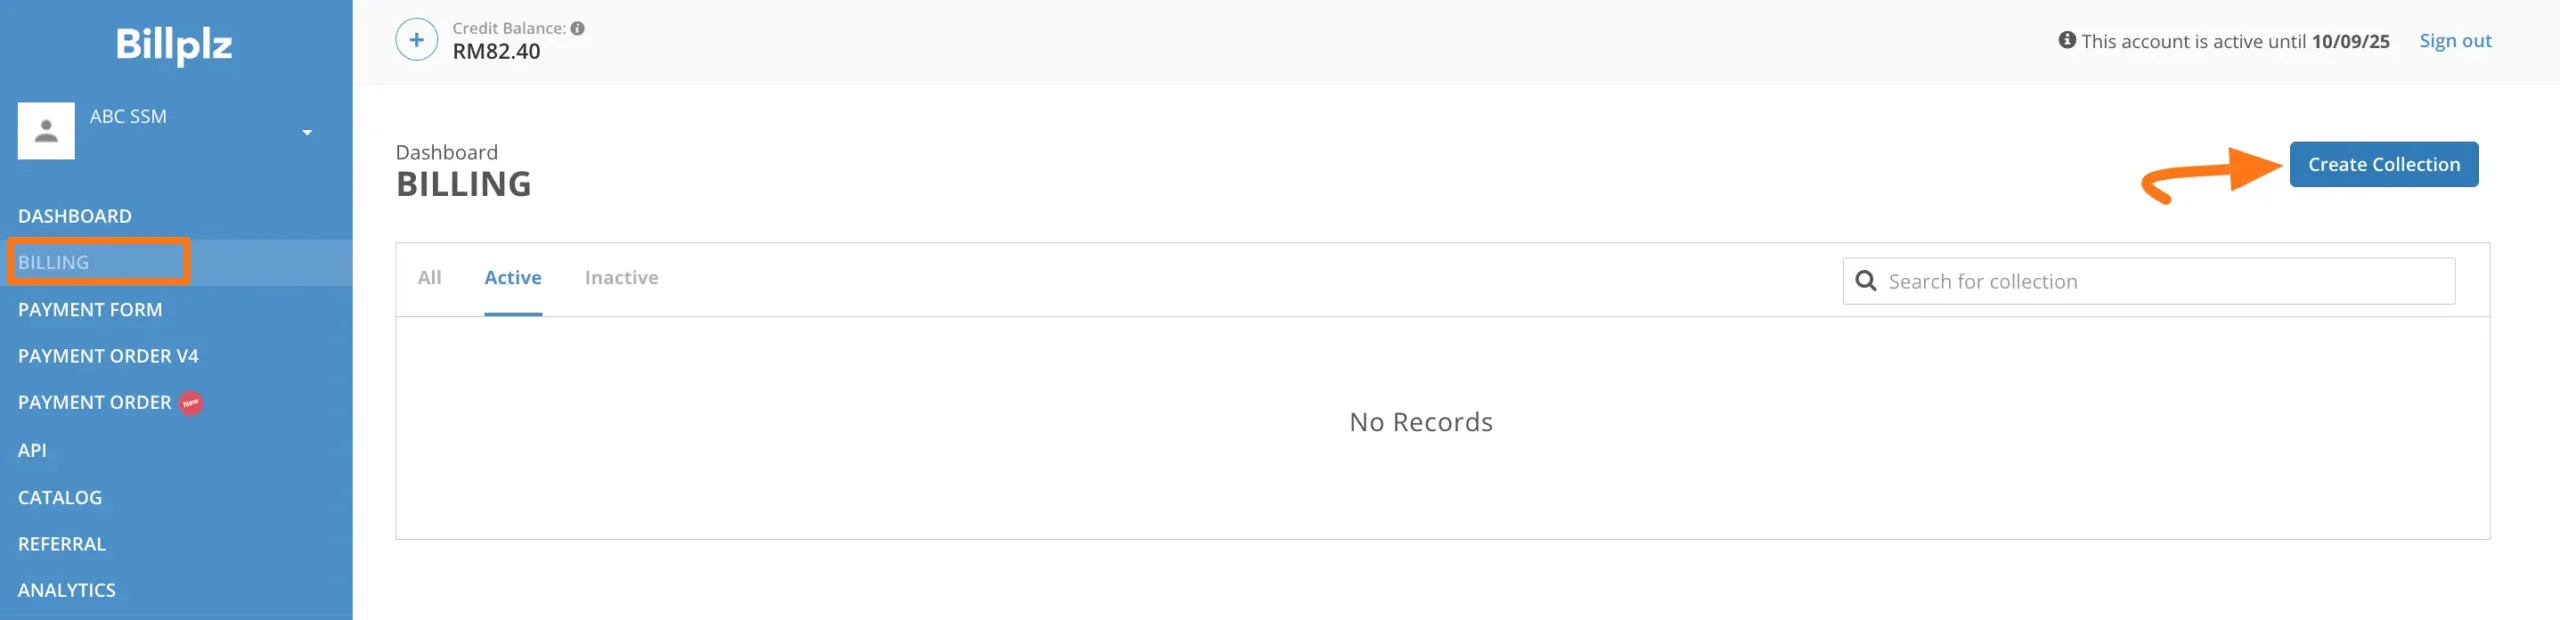 Billplz
ABC SSM
DASHBOARD
BILLING
PAYMENT FORM
PAYMENT ORDER V4
PAYMENT ORDER New
API
CATALOG
REFERRAL
ANALYTICS
Credit Balance:
RM82.40
This account is active until 10/09/25 Sign out
Dashboard
BILLING
Create Collection
All Active Inactive Search for collection
No Records